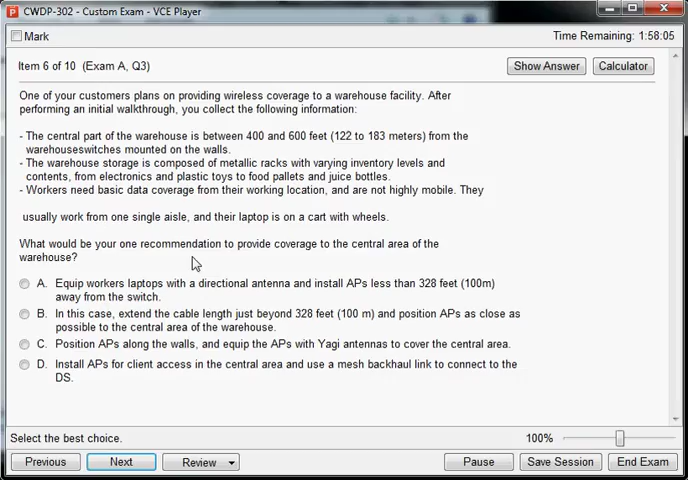 CWDP-302 - Custom Exam - VCE Player
Mark
Time Remaining: 1:58:05
Item 6 of 10 (Exam A, Q3)
Show Answer
Calculator
One of your customers plans on providing wireless coverage to a warehouse facility. After
performing an initial walkthrough, you collect the following information:
- The central part of the warehouse is between 400 and 600 feet (122 to 183 meters) from the
warehouseswitches mounted on the walls.
- The warehouse storage is composed of metallic racks with varying inventory levels and
contents, from electronics and plastic toys to food pallets and juice bottles.
- Workers need basic data coverage from their working location, and are not highly mobile. They
usually work from one single aisle, and their laptop is on a cart with wheels.
What would be your one recommendation to provide coverage to the central area of the
warehouse?
A. Equip workers laptops with a directional antenna and install APs less than 328 feet (100m)
away from the switch.
B. In this case, extend the cable length just beyond 328 feet (100 m) and position APs as close as
possible to the central area of the warehouse.
C. Position APs along the walls, and equip the APs with Yagi antennas to cover the central area.
D. Install APs for client access in the central area and use a mesh backhaul link to connect to the
DS.
Select the best choice.
100%
Previous
Next
Review
Pause
Save Session
End Exam